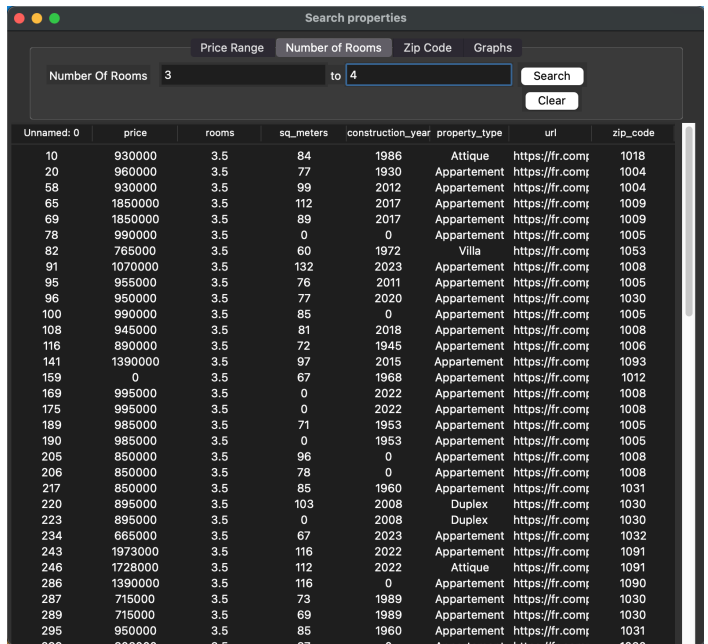 Search properties
Price Range Number of Rooms Zip Code Graphs
Number Of Rooms 3 to 4 Search
Clear
Unnamed: 0 price rooms sq_meters construction_year property_type url zip_code
10 930000 3.5 84 1986 Attique https://fr.comp 1018
20 960000 3.5 77 1930 Appartement https://fr.comp 1004
58 930000 3.5 99 2012 Appartement https://fr.comp 1004
65 1850000 3.5 112 2017 Appartement https://fr.comp 1009
69 1850000 3.5 89 2017 Appartement https://fr.comp 1009
78 990000 3.5 0 0 Appartement https://fr.comp 1005
82 765000 3.5 60 1972 Villa https://fr.comp 1053
91 1070000 3.5 132 2023 Appartement https://fr.comp 1008
95 955000 3.5 76 2011 Appartement https://fr.comp 1005
96 950000 3.5 77 2020 Appartement https://fr.comp 1030
100 990000 3.5 85 0 Appartement https://fr.comp 1005
108 945000 3.5 81 2018 Appartement https://fr.comp 1008
116 890000 3.5 72 1945 Appartement https://fr.comp 1006
141 1390000 3.5 97 2015 Appartement https://fr.comp 1093
159 0 3.5 67 1968 Appartement https://fr.comp 1012
169 995000 3.5 0 2022 Appartement https://fr.comp 1008
175 995000 3.5 0 2022 Appartement https://fr.comp 1008
189 985000 3.5 71 1953 Appartement https://fr.comp 1005
190 985000 3.5 0 1953 Appartement https://fr.comp 1005
205 850000 3.5 96 0 Appartement https://fr.comp 1008
206 850000 3.5 78 0 Appartement https://fr.comp 1008
217 850000 3.5 85 1960 Appartement https://fr.comp 1031
220 895000 3.5 103 2008 Duplex https://fr.comp 1030
223 895000 3.5 0 2008 Duplex https://fr.comp 1030
234 665000 3.5 67 2023 Appartement https://fr.comp 1032
243 1973000 3.5 116 2022 Appartement https://fr.comp 1091
246 1728000 3.5 112 2022 Attique https://fr.comp 1091
286 1390000 3.5 116 0 Appartement https://fr.comp 1090
287 715000 3.5 73 1989 Appartement https://fr.comp 1030
289 715000 3.5 69 1989 Appartement https://fr.comp 1030
295 950000 3.5 85 1960 Appartement https://fr.comp 1031